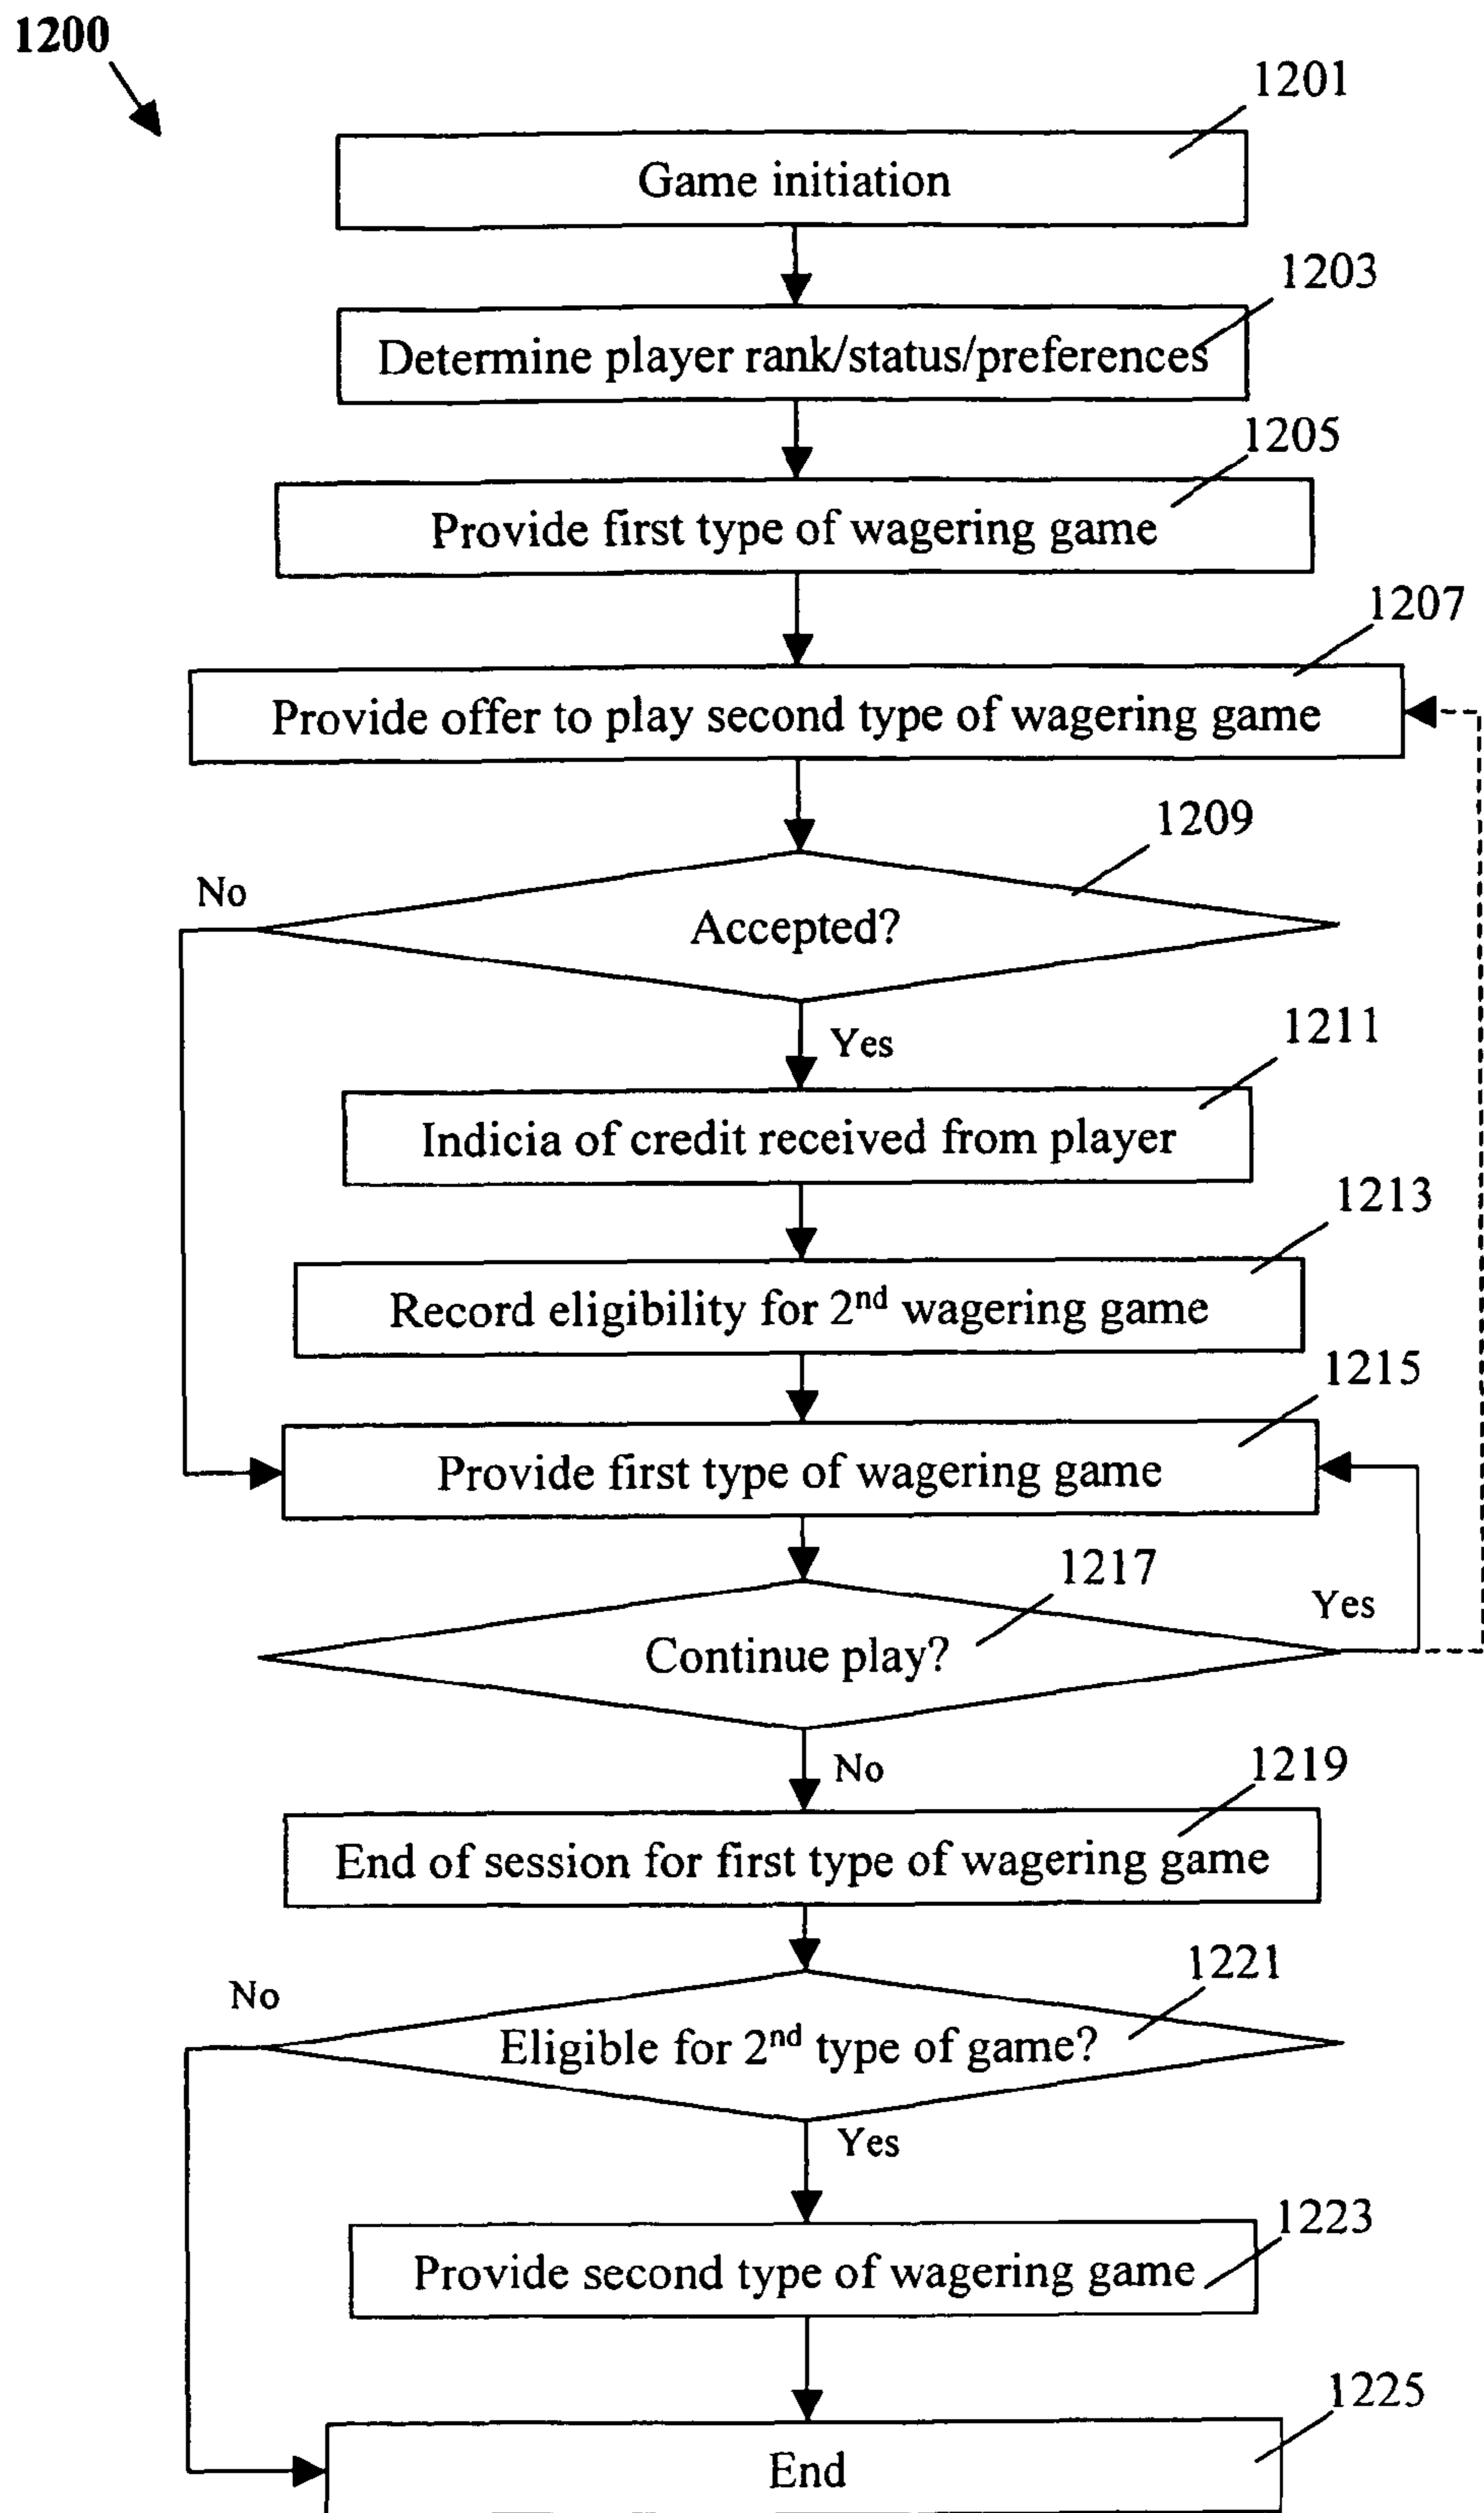 1200
1201
Game initiation
1203
Determine player rank/status/preferences
1205
Provide first type of wagering game
1207
Provide offer to play second type of wagering game
1209
No
Accepted?
Yes
1211
Indicia of credit received from player
1213
Record eligibility for 2nd wagering game
1215
Provide first type of wagering game
1217
Yes
Continue play?
No
1219
End of session for first type of wagering game
1221
No
Eligible for 2nd type of game?
Yes
1223
Provide second type of wagering game
1225
End